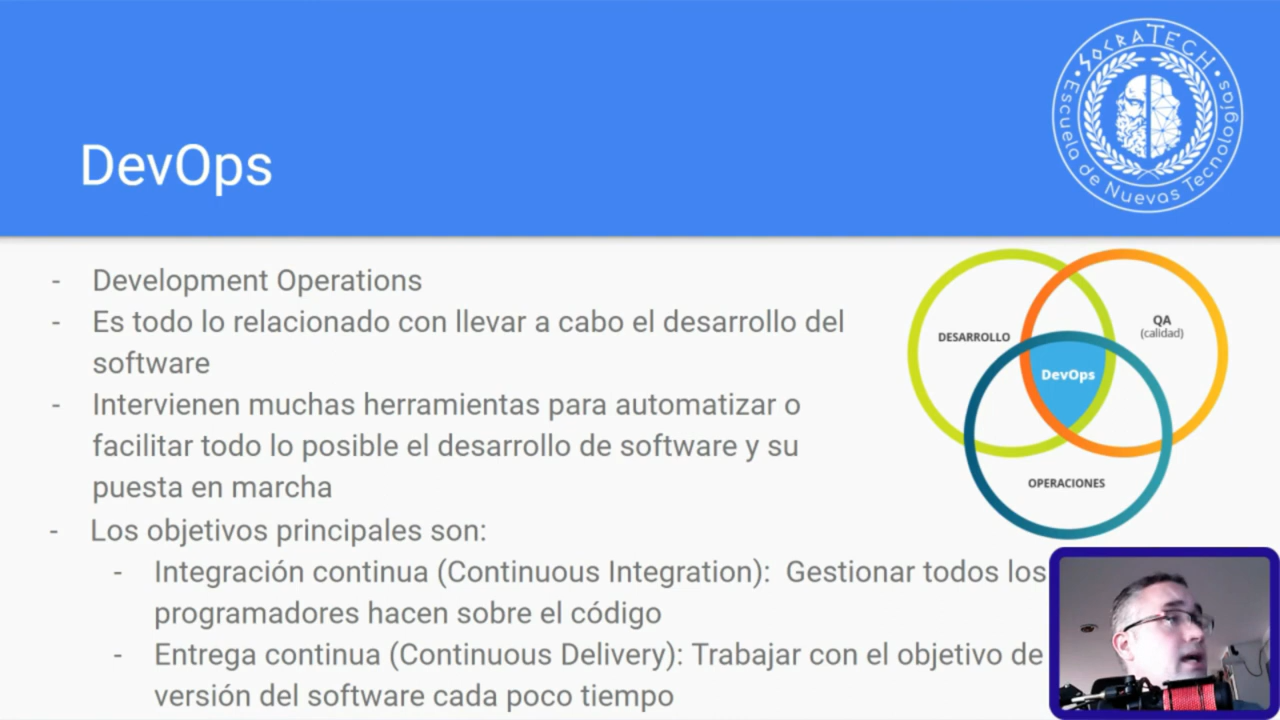 SOCRATECH
Escuela de Nuevas Tecnologías
DevOps
- Development Operations
- Es todo lo relacionado con llevar a cabo el desarrollo del
software
- Intervienen muchas herramientas para automatizar o
facilitar todo lo posible el desarrollo de software y su
puesta en marcha
- Los objetivos principales son:
- Integración continua (Continuous Integration): Gestionar todos los
programadores hacen sobre el código
- Entrega continua (Continuous Delivery): Trabajar con el objetivo de
versión del software cada poco tiempo
DESARROLLO
QA
(calidad)
DevOps
OPERACIONES